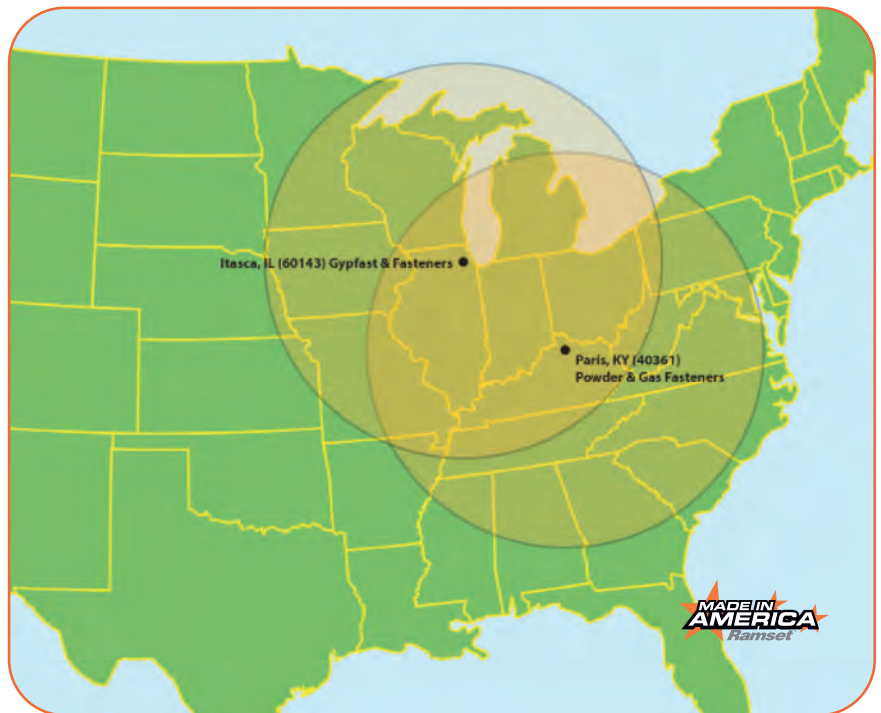 Itasca, IL (60143) Gypfast & Fasteners
Paris, KY (40361)
Powder & Gas Fasteners
MADE IN
AMERICA
Ramset